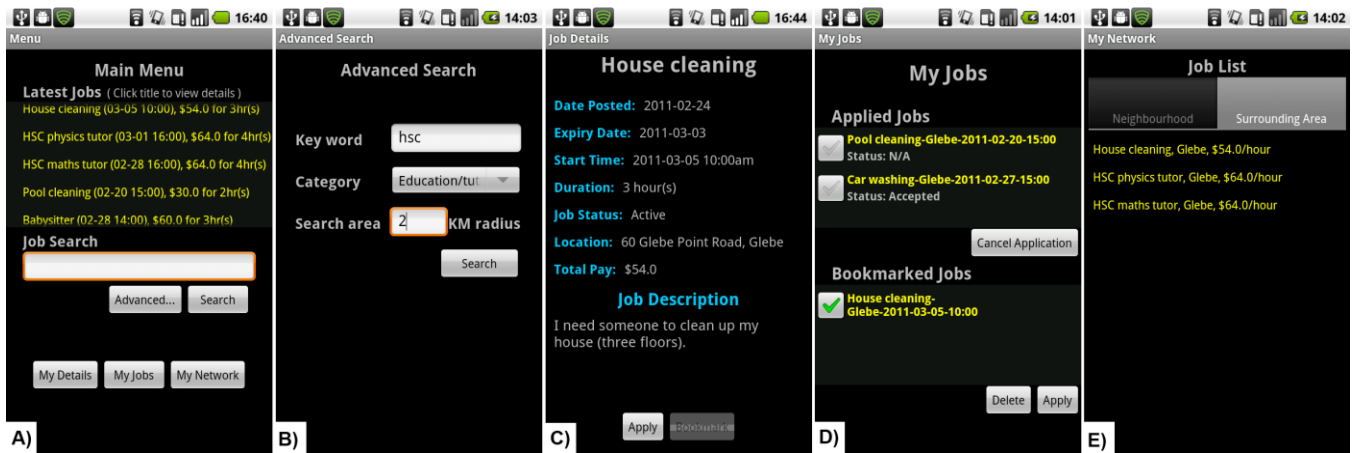 16:40
Menu
Main Menu
Latest Jobs ( Click title to view details )
House cleaning (03-05 10:00), $54.0 for 3hr(s)
HSC physics tutor (03-01 16:00), $64.0 for 4hr(s)
HSC maths tutor (02-28 16:00), $64.0 for 4hr(s)
Pool cleaning (02-20 15:00), $30.0 for 2hr(s)
Babysitter (02-28 14:00), $60.0 for 3hr(s)
Job Search
Advanced... Search
My Details My Jobs My Network
A)
14:03
Advanced Search
Advanced Search
Key word hsc
Category Education/tut
Search area 2 KM radius
Search
B)
16:44
Job Details
House cleaning
Date Posted: 2011-02-24
Expiry Date: 2011-03-03
Start Time: 2011-03-05 10:00am
Duration: 3 hour(s)
Job Status: Active
Location: 60 Glebe Point Road, Glebe
Total Pay: $54.0
Job Description
I need someone to clean up my
house (three floors).
Apply Bookmark
C)
14:01
My Jobs
My Jobs
Applied Jobs
Pool cleaning-Glebe-2011-02-20-15:00
Status: N/A
Car washing-Glebe-2011-02-27-15:00
Status: Accepted
Cancel Application
Bookmarked Jobs
House cleaning-
Glebe-2011-03-05-10:00
Delete Apply
D)
14:02
My Network
Job List
Neighbourhood Surrounding Area
House cleaning, Glebe, $54.0/hour
HSC physics tutor, Glebe, $64.0/hour
HSC maths tutor, Glebe, $64.0/hour
E)